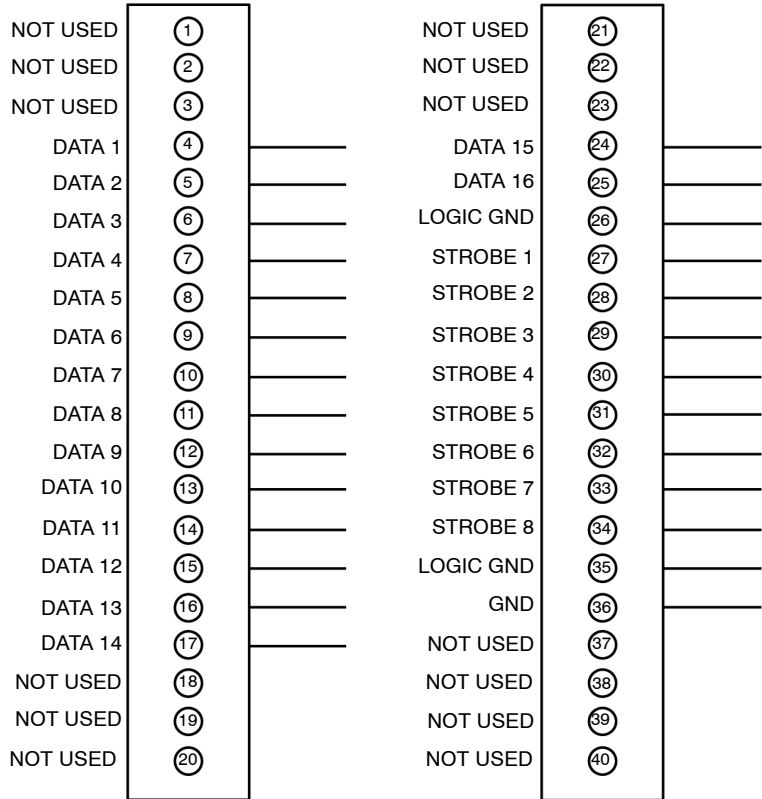 NOT USED 1
NOT USED 2
NOT USED 3
DATA 1 4
DATA 2 5
DATA 3 6
DATA 4 7
DATA 5 8
DATA 6 9
DATA 7 10
DATA 8 11
DATA 9 12
DATA 10 13
DATA 11 14
DATA 12 15
DATA 13 16
DATA 14 17
NOT USED 18
NOT USED 19
NOT USED 20
NOT USED 21
NOT USED 22
NOT USED 23
DATA 15 24
DATA 16 25
LOGIC GND 26
STROBE 1 27
STROBE 2 28
STROBE 3 29
STROBE 4 30
STROBE 5 31
STROBE 6 32
STROBE 7 33
STROBE 8 34
LOGIC GND 35
GND 36
NOT USED 37
NOT USED 38
NOT USED 39
NOT USED 40